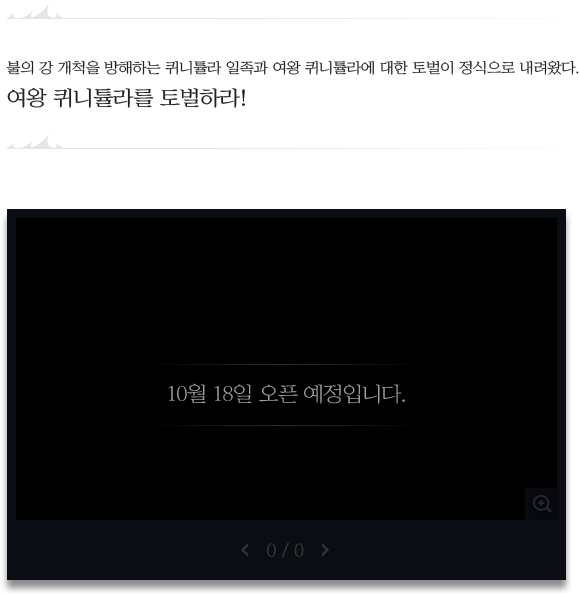 불의 강 개척을 방해하는 퀴니튤라 일족과 여왕 퀴니튤라에 대한 토벌이 정식으로 내려왔다.
여왕 퀴니튤라를 토벌하라!
10월 18일 오픈 예정입니다.
0 / 0